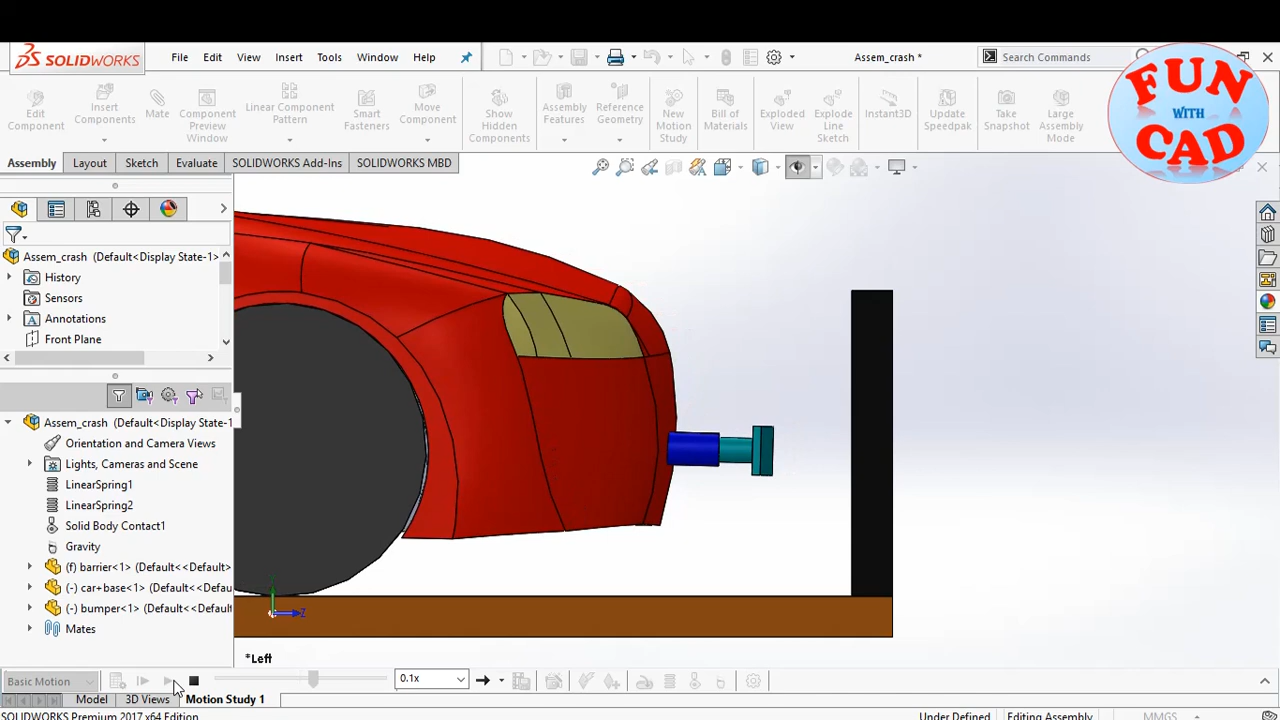 SOLIDWORKS
File Edit View Insert Tools Window Help
Assem_crash *
Search Commands
FUN
WITH
CAD
Edit Component
Insert Components
Mate
Component Preview Window
Linear Component Pattern
Smart Fasteners
Move Component
Show Hidden Components
Assembly Features
Reference Geometry
New Motion Study
Bill of Materials
Exploded View
Explode Line Sketch
Instant3D
Update Speedpak
Take Snapshot
Large Assembly Mode
Assembly Layout Sketch Evaluate SOLIDWORKS Add-Ins SOLIDWORKS MBD
Assem_crash (Default<Display State-1>
History
Sensors
Annotations
Front Plane
Assem_crash (Default<Display State-1
Orientation and Camera Views
Lights, Cameras and Scene
LinearSpring1
LinearSpring2
Solid Body Contact1
Gravity
(f) barrier<1> (Default<<Defau
(-) car+base<1> (Default<<Defau
(-) bumper<1> (Default<<Default
Mates
Z
*Left
Basic Motion
0.1x
Model 3D Views Motion Study 1
SOLIDWORKS Premium 2017 x64 Edition
Under Defined Editing Assembly MMGS